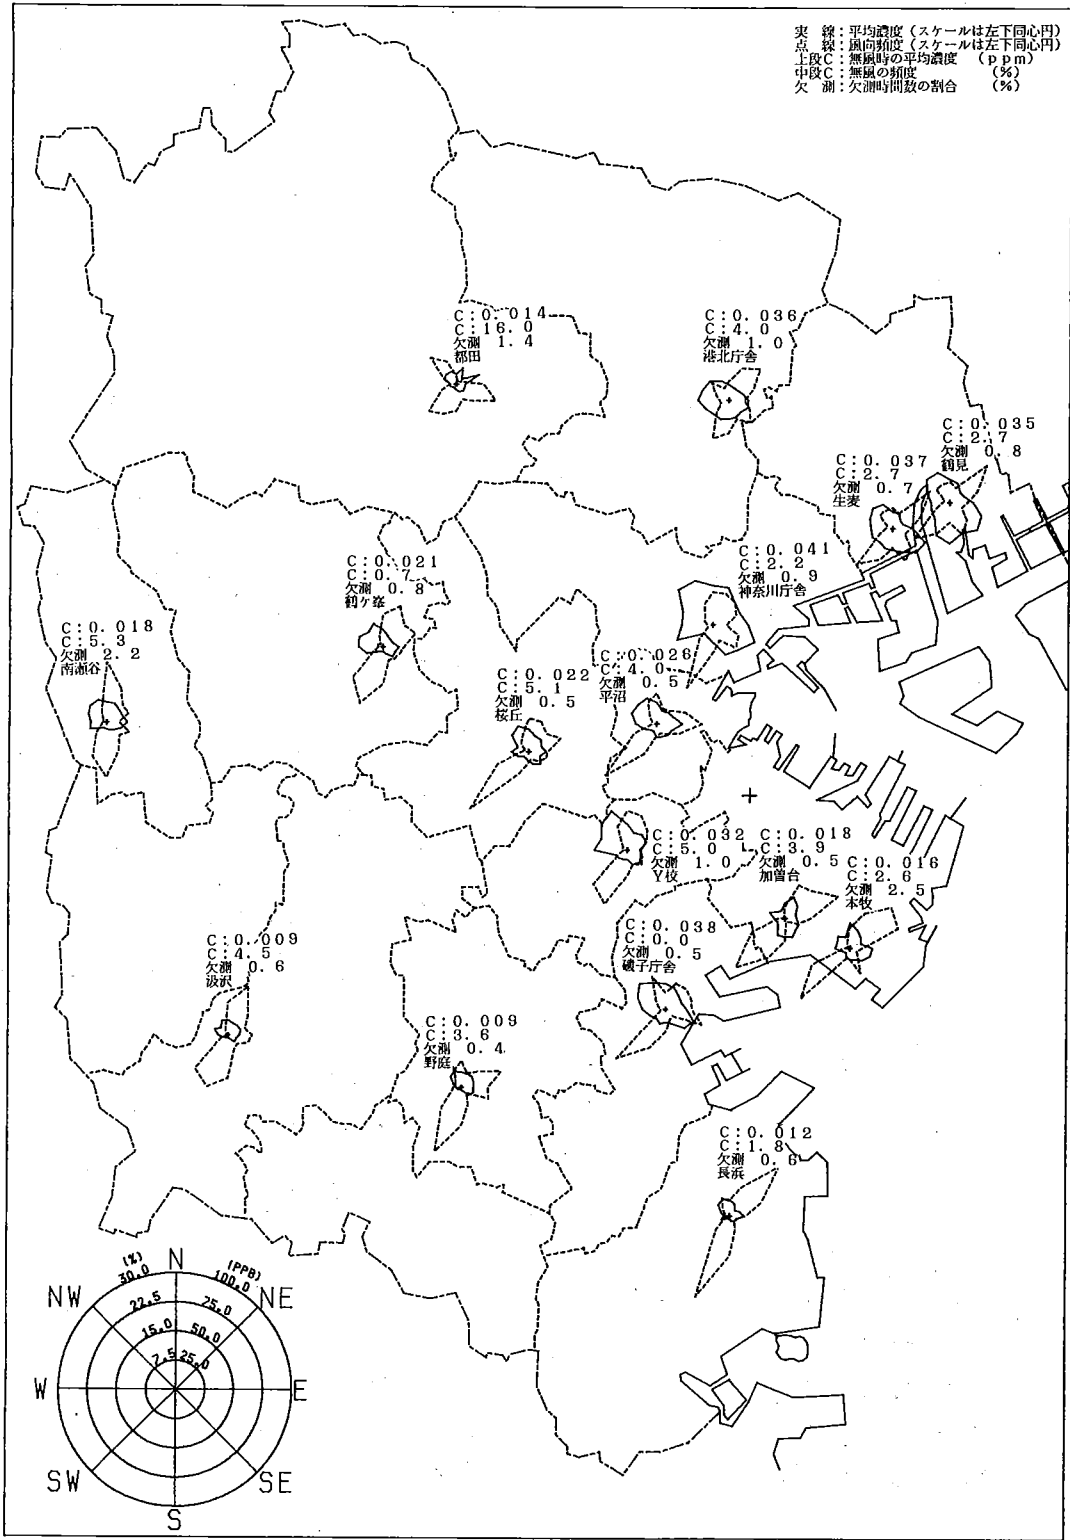 実　線：平均濃度（スケールは左下同心円）
点　線：風向頻度（スケールは左下同心円）
上段Ｃ：無風時の平均濃度　（ｐｐｍ）
中段Ｃ：無風の頻度　（％）
欠　測：欠測時間数の割合　（％）
C:0.014
C:16.0
欠測 1.4
都田
C:0.036
C:4.0
欠測 1.0
港北庁舎
C:0.035
C:2.7
欠測 0.8
鶴見
C:0.037
C:2.7
欠測 0.7
生麦
C:0.041
C:2.2
欠測 0.9
神奈川庁舎
C:0.021
C:0.7
欠測 0.8
鶴ケ峯
C:0.018
C:5.3
欠測 2.2
南瀬谷
C:0.026
C:4.0
欠測 0.5
平沼
C:0.022
C:5.1
欠測 0.5
桜丘
C:0.032
C:5.0
欠測 1.0
Y校
C:0.018
C:3.9
欠測 0.5
加曽台
C:0.016
C:2.6
欠測 2.5
本牧
C:0.038
C:0.0
欠測 0.5
磯子庁舎
C:0.009
C:4.5
欠測 0.6
汲沢
C:0.009
C:3.6
欠測 0.4
野庭
C:0.012
C:1.8
欠測 0.6
長浜
(%)
30.0
N
(PPB)
100.0
NW
22.5
75.0
NE
15.0
50.0
7.5
25.0
W
E
SW
SE
S